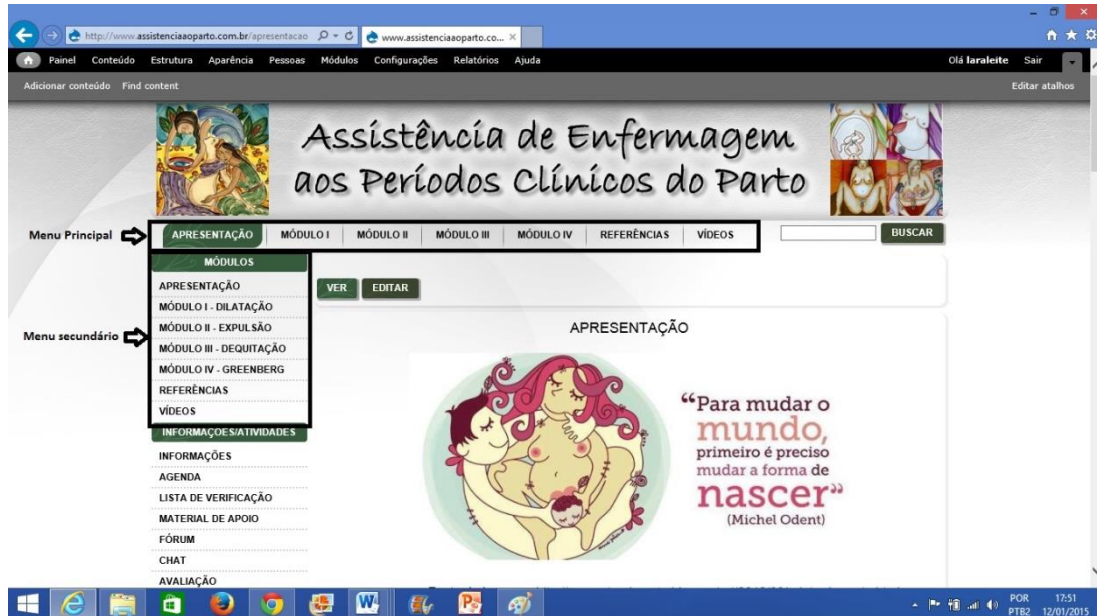 http://www.assistenciaaoparto.com.br/apresentacao
www.assistenciaaoparto.co...
Painel Conteúdo Estrutura Aparência Pessoas Módulos Configurações Relatórios Ajuda Olá laraleite Sair
Adicionar conteúdo Find content Editar atalhos
Assistência de Enfermagem
aos Períodos Clínicos do Parto
Menu Principal
APRESENTAÇÃO MÓDULO I MÓDULO II MÓDULO III MÓDULO IV REFERÊNCIAS VÍDEOS BUSCAR
MÓDULOS
APRESENTAÇÃO
MÓDULO I - DILATAÇÃO
MÓDULO II - EXPULSÃO
MÓDULO III - DEQUITAÇÃO
MÓDULO IV - GREENBERG
REFERÊNCIAS
VÍDEOS
Menu secundário
INFORMAÇOES/ATIVIDADES
INFORMAÇÕES
AGENDA
LISTA DE VERIFICAÇÃO
MATERIAL DE APOIO
FÓRUM
CHAT
AVALIAÇÃO
VER EDITAR
APRESENTAÇÃO
“Para mudar o
mundo,
primeiro é preciso
mudar a forma de
nascer”
(Michel Odent)
POR 17:51
PTB2 12/01/2015